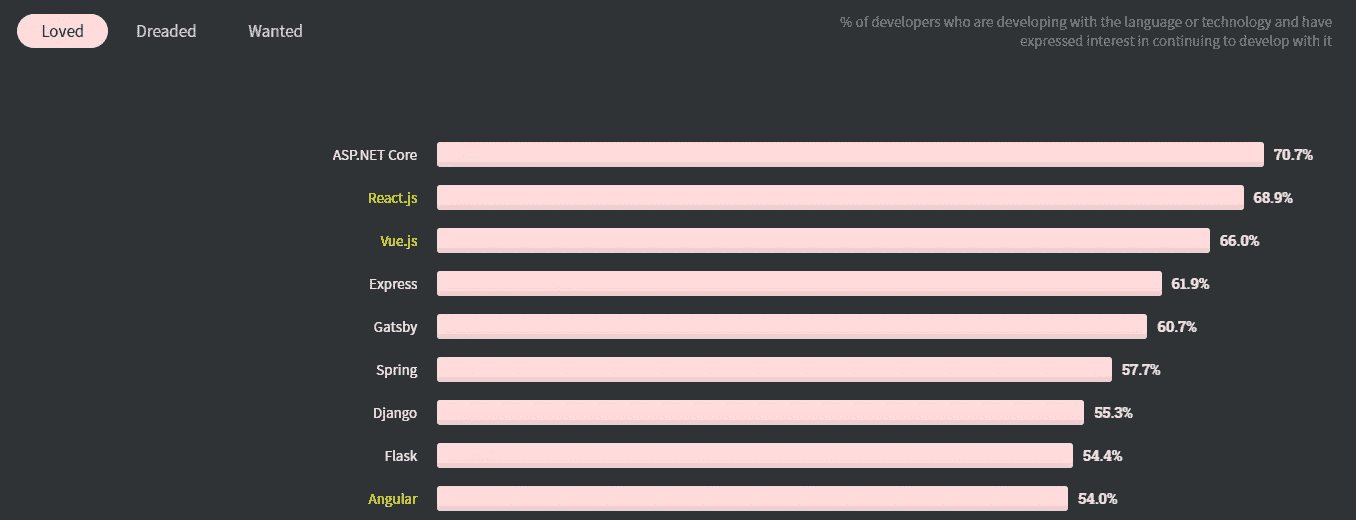 Loved Dreaded Wanted
% of developers who are developing with the language or technology and have
expressed interest in continuing to develop with it
ASP.NET Core 70.7%
React.js 68.9%
Vue.js 66.0%
Express 61.9%
Gatsby 60.7%
Spring 57.7%
Django 55.3%
Flask 54.4%
Angular 54.0%